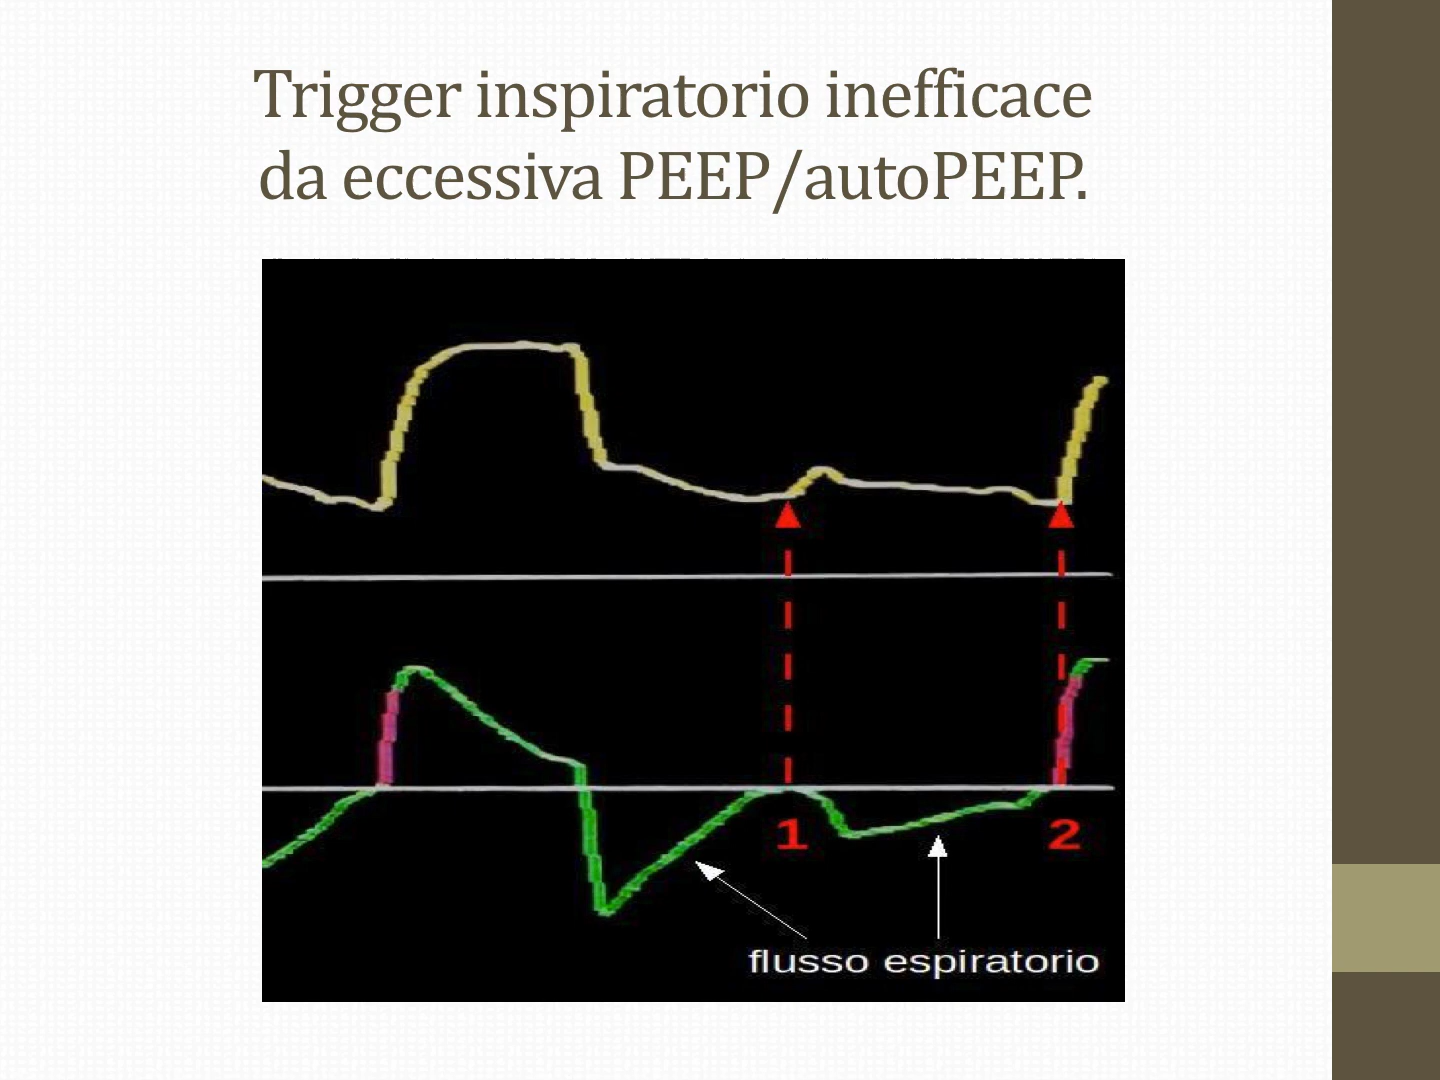 Trigger inspiratorio inefficace
da eccessiva PEEP/autoPEEP.
1
2
flusso espiratorio